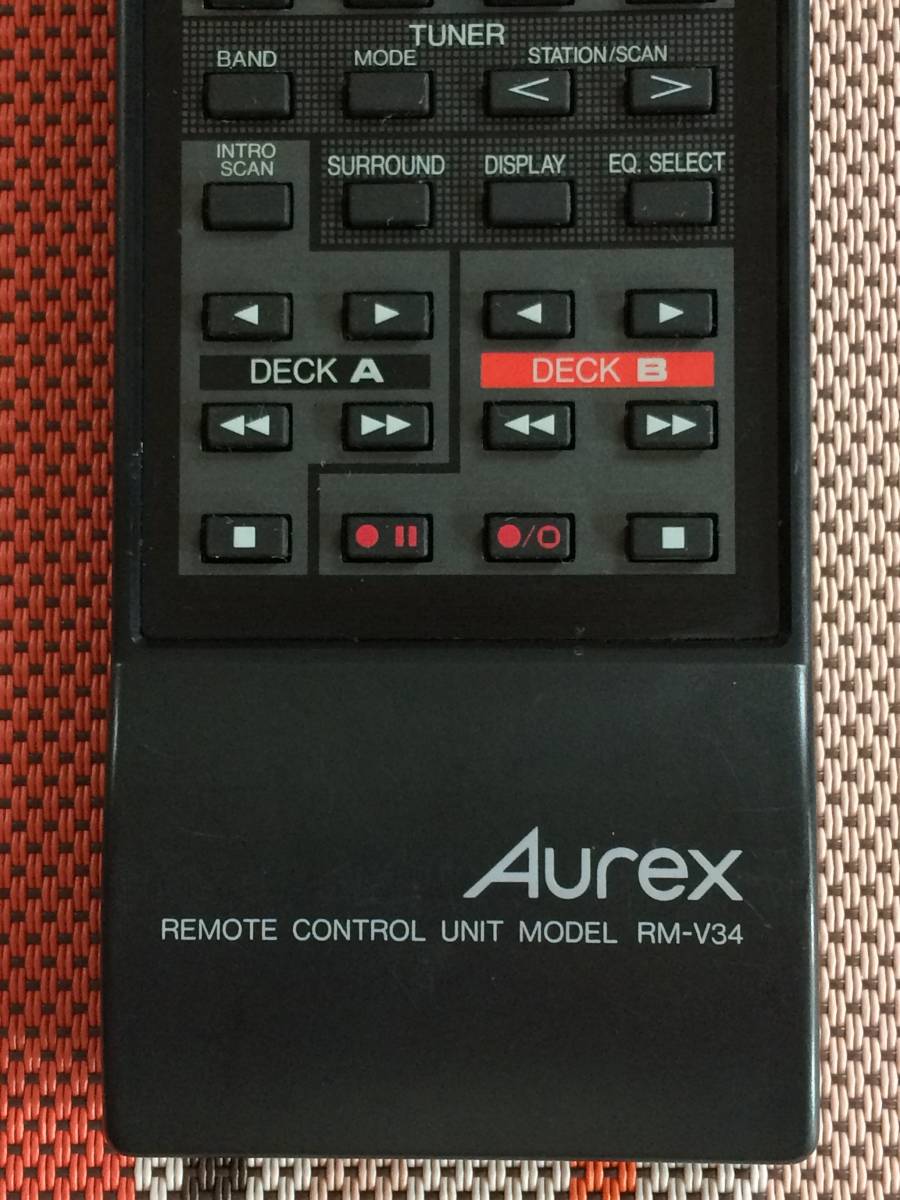 TUNER
BAND MODE STATION/SCAN
< >
INTRO
SCAN
SURROUND DISPLAY EQ. SELECT
DECK A DECK B
Aurex
REMOTE CONTROL UNIT MODEL RM-V34